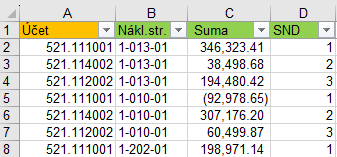 A B C D
1 Účet Nákl.str. Suma SND
2 521.111001 1-013-01 346,323.41 1
3 521.114002 1-013-01 38,498.68 2
4 521.112002 1-013-01 194,480.42 3
5 521.111001 1-010-01 (92,978.65) 1
6 521.114002 1-010-01 307,176.20 2
7 521.112002 1-010-01 60,499.87 3
8 521.111001 1-202-01 198,971.14 1